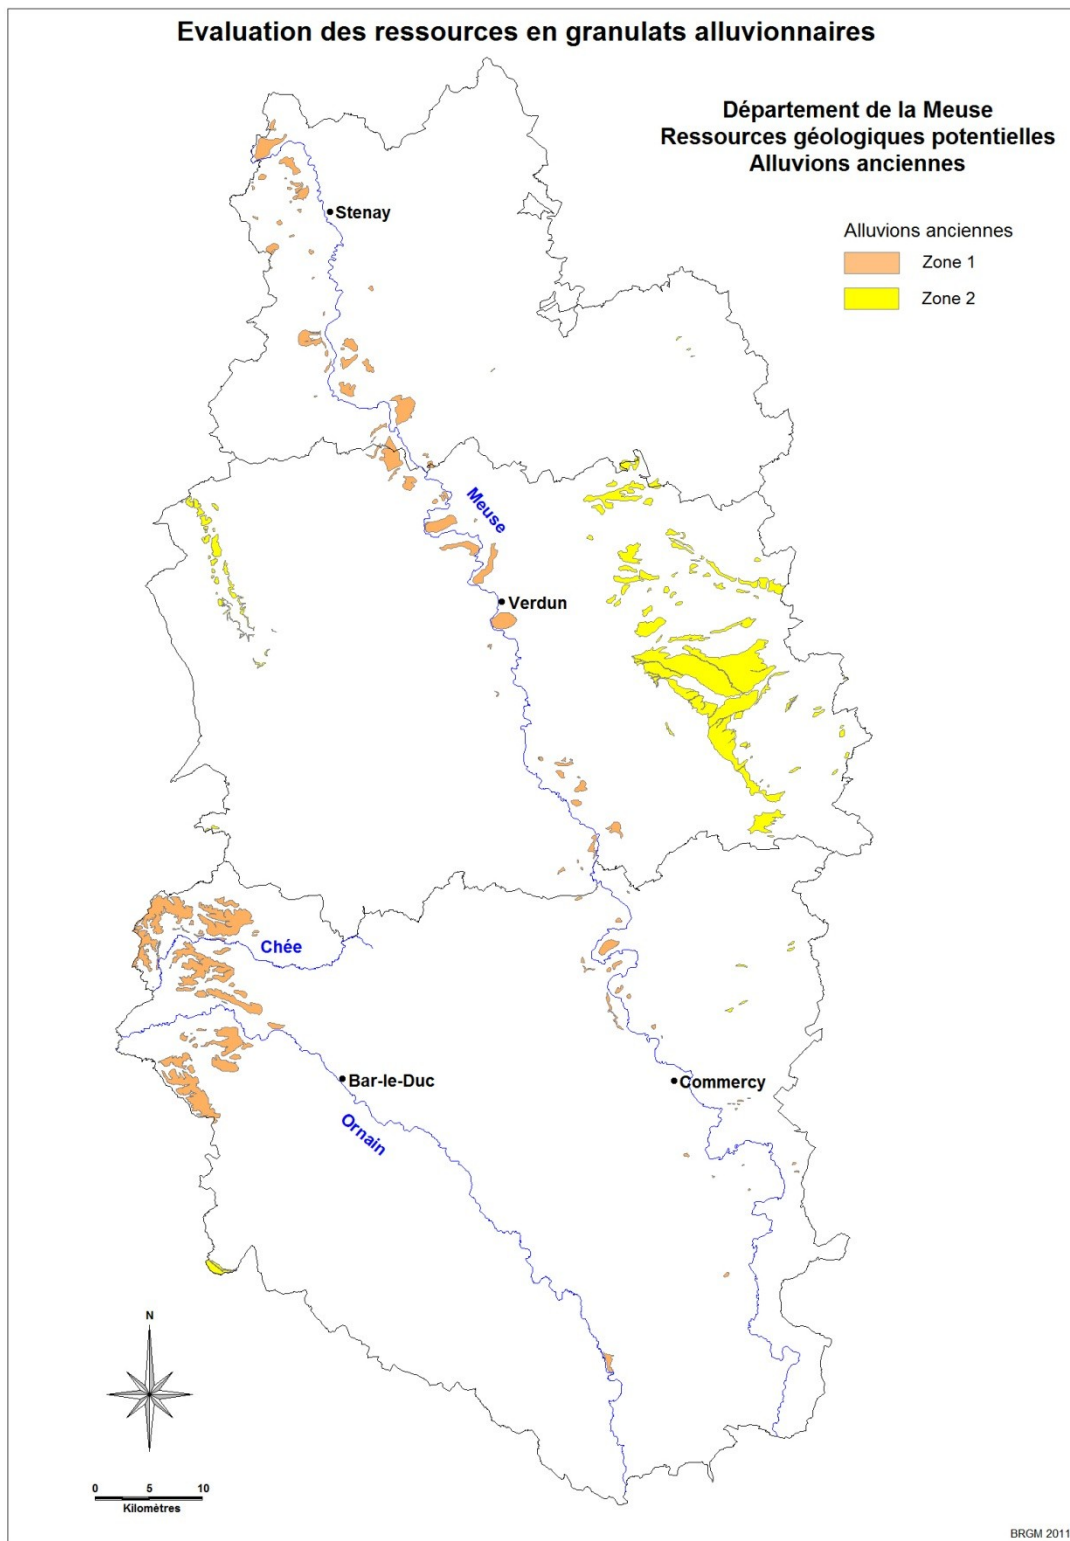 Evaluation des ressources en granulats alluvionnaires
Département de la Meuse
Ressources géologiques potentielles
Alluvions anciennes
Alluvions anciennes
Zone 1
Zone 2
Stenay
Meuse
Verdun
Chée
Bar-le-Duc
Commercy
Ornain
N
0 5 10
Kilomètres
BRGM 2011